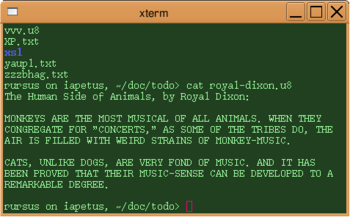 xterm
vvv.u8
XP.txt
xsl
yaupl.txt
zzzbhag.txt
rursus on iapetus, ~/doc/todo> cat royal-dixon.u8
The Human Side of Animals, by Royal Dixon:
MONKEYS ARE THE MOST MUSICAL OF ALL ANIMALS. WHEN THEY
CONGREGATE FOR "CONCERTS," AS SOME OF THE TRIBES DO, THE
AIR IS FILLED WITH WEIRD STRAINS OF MONKEY-MUSIC.
CATS, UNLIKE DOGS, ARE VERY FOND OF MUSIC. AND IT HAS
BEEN PROVED THAT THEIR MUSIC-SENSE CAN BE DEVELOPED TO A
REMARKABLE DEGREE.
rursus on iapetus, ~/doc/todo>